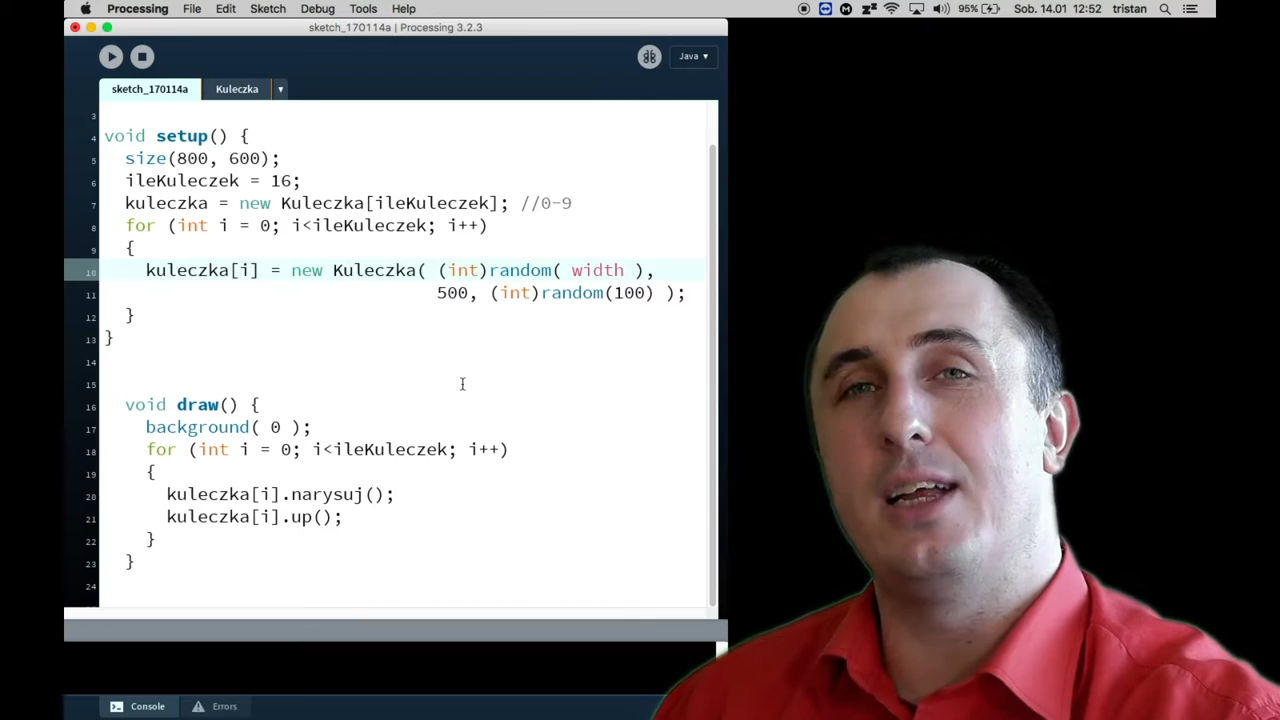 Processing File Edit Sketch Debug Tools Help 95% Sob. 14.01 12:52 tristan
sketch_170114a | Processing 3.2.3
Java ▾
sketch_170114a Kuleczka ▾
3
4 void setup() {
5 size(800, 600);
6 ileKuleczek = 16;
7 kuleczka = new Kuleczka[ileKuleczek]; //0-9
8 for (int i = 0; i<ileKuleczek; i++)
9 {
10 kuleczka[i] = new Kuleczka( (int)random( width ),
11 500, (int)random(100) );
12 }
13 }
14
15
16 void draw() {
17 background( 0 );
18 for (int i = 0; i<ileKuleczek; i++)
19 {
20 kuleczka[i].narysuj();
21 kuleczka[i].up();
22 }
23 }
24
Console Errors